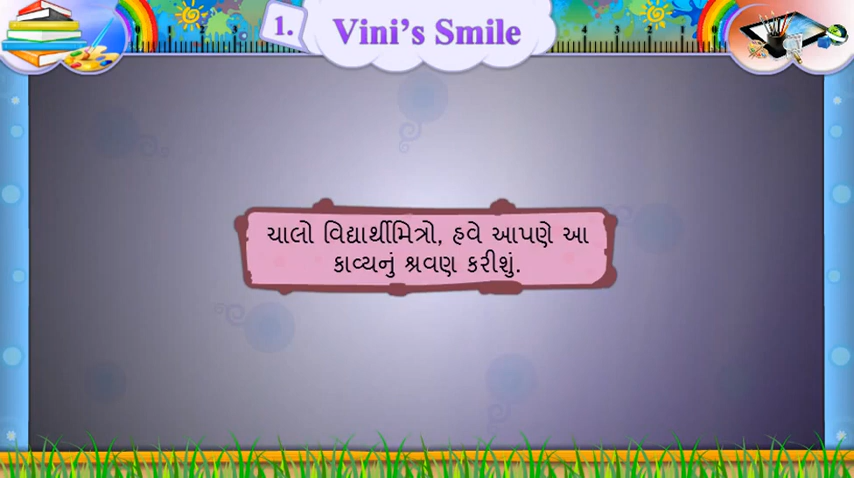 1. Vini's Smile
ચાલો વિદ્યાર્થીમિત્રો, હવે આપણે આ
કાવ્યનું શ્રવણ કરીશું.